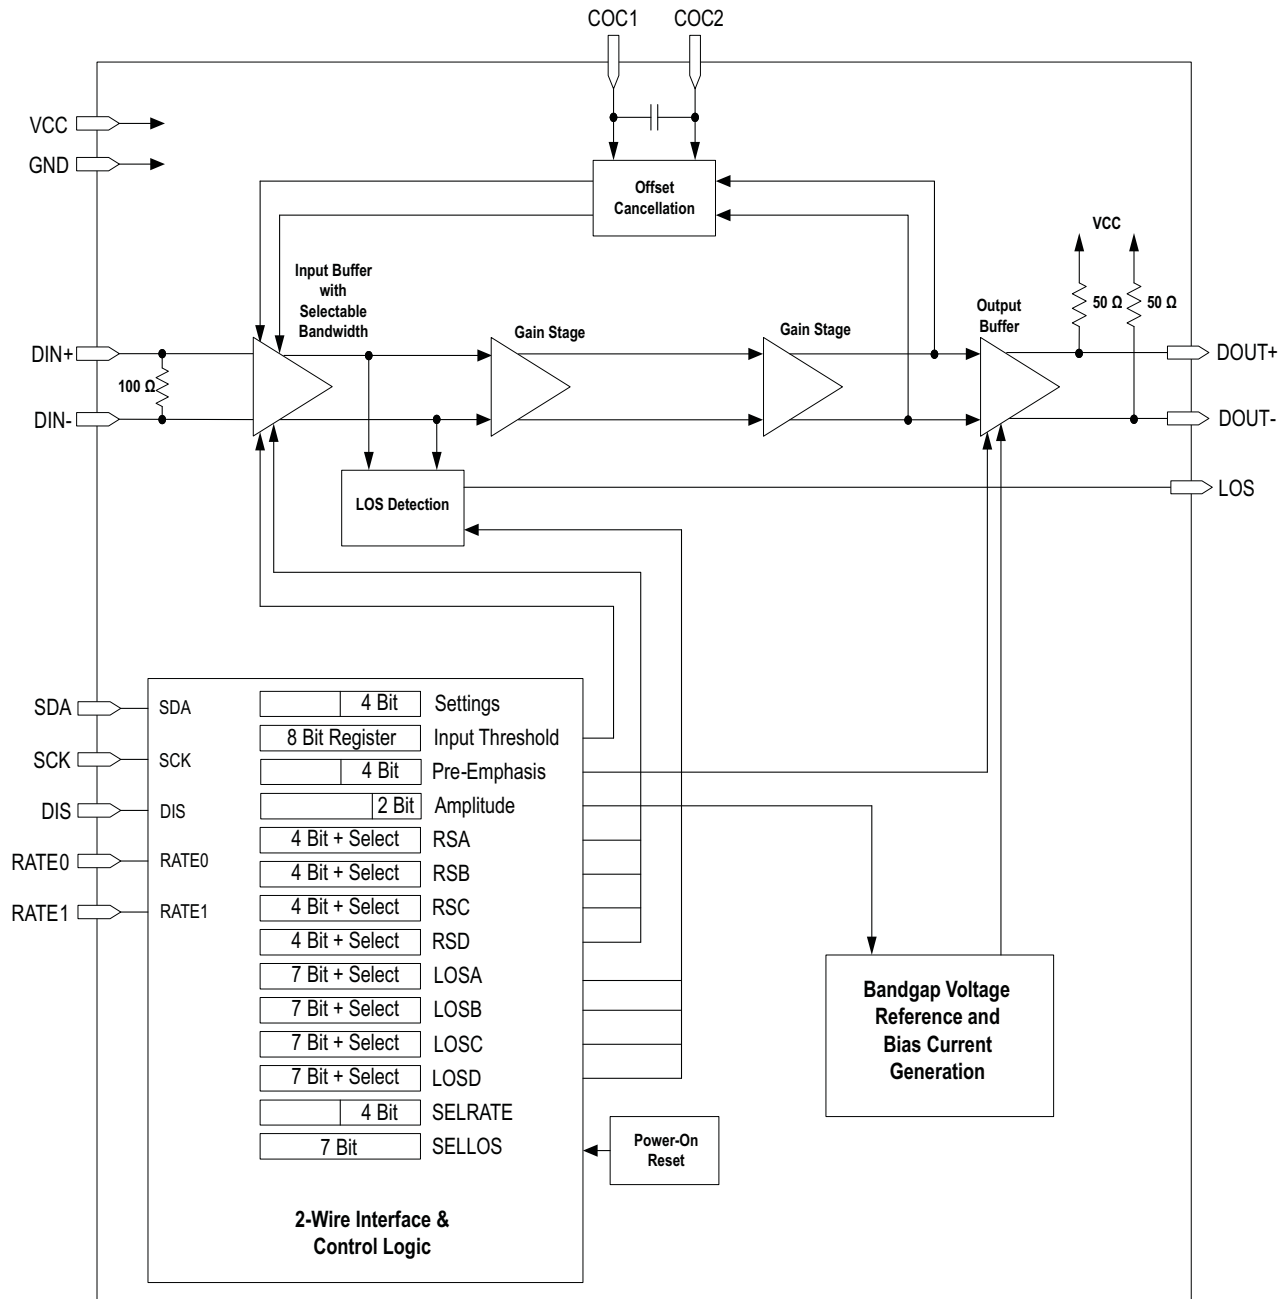 COC1 COC2
VCC
GND
Offset
Cancellation
VCC
50 Ω 50 Ω
Input Buffer
with
Selectable
Bandwidth
Gain Stage
Gain Stage
Output
Buffer
DIN+
100 Ω
DIN-
DOUT+
DOUT-
LOS Detection
LOS
SDA SDA 4 Bit Settings
8 Bit Register Input Threshold
SCK SCK 4 Bit Pre-Emphasis
DIS DIS 2 Bit Amplitude
4 Bit + Select RSA
RATE0 RATE0 4 Bit + Select RSB
RATE1 RATE1 4 Bit + Select RSC
4 Bit + Select RSD
7 Bit + Select LOSA
7 Bit + Select LOSB
7 Bit + Select LOSC
7 Bit + Select LOSD
4 Bit SELRATE
7 Bit SELLOS
Bandgap Voltage
Reference and
Bias Current
Generation
Power-On
Reset
2-Wire Interface &
Control Logic